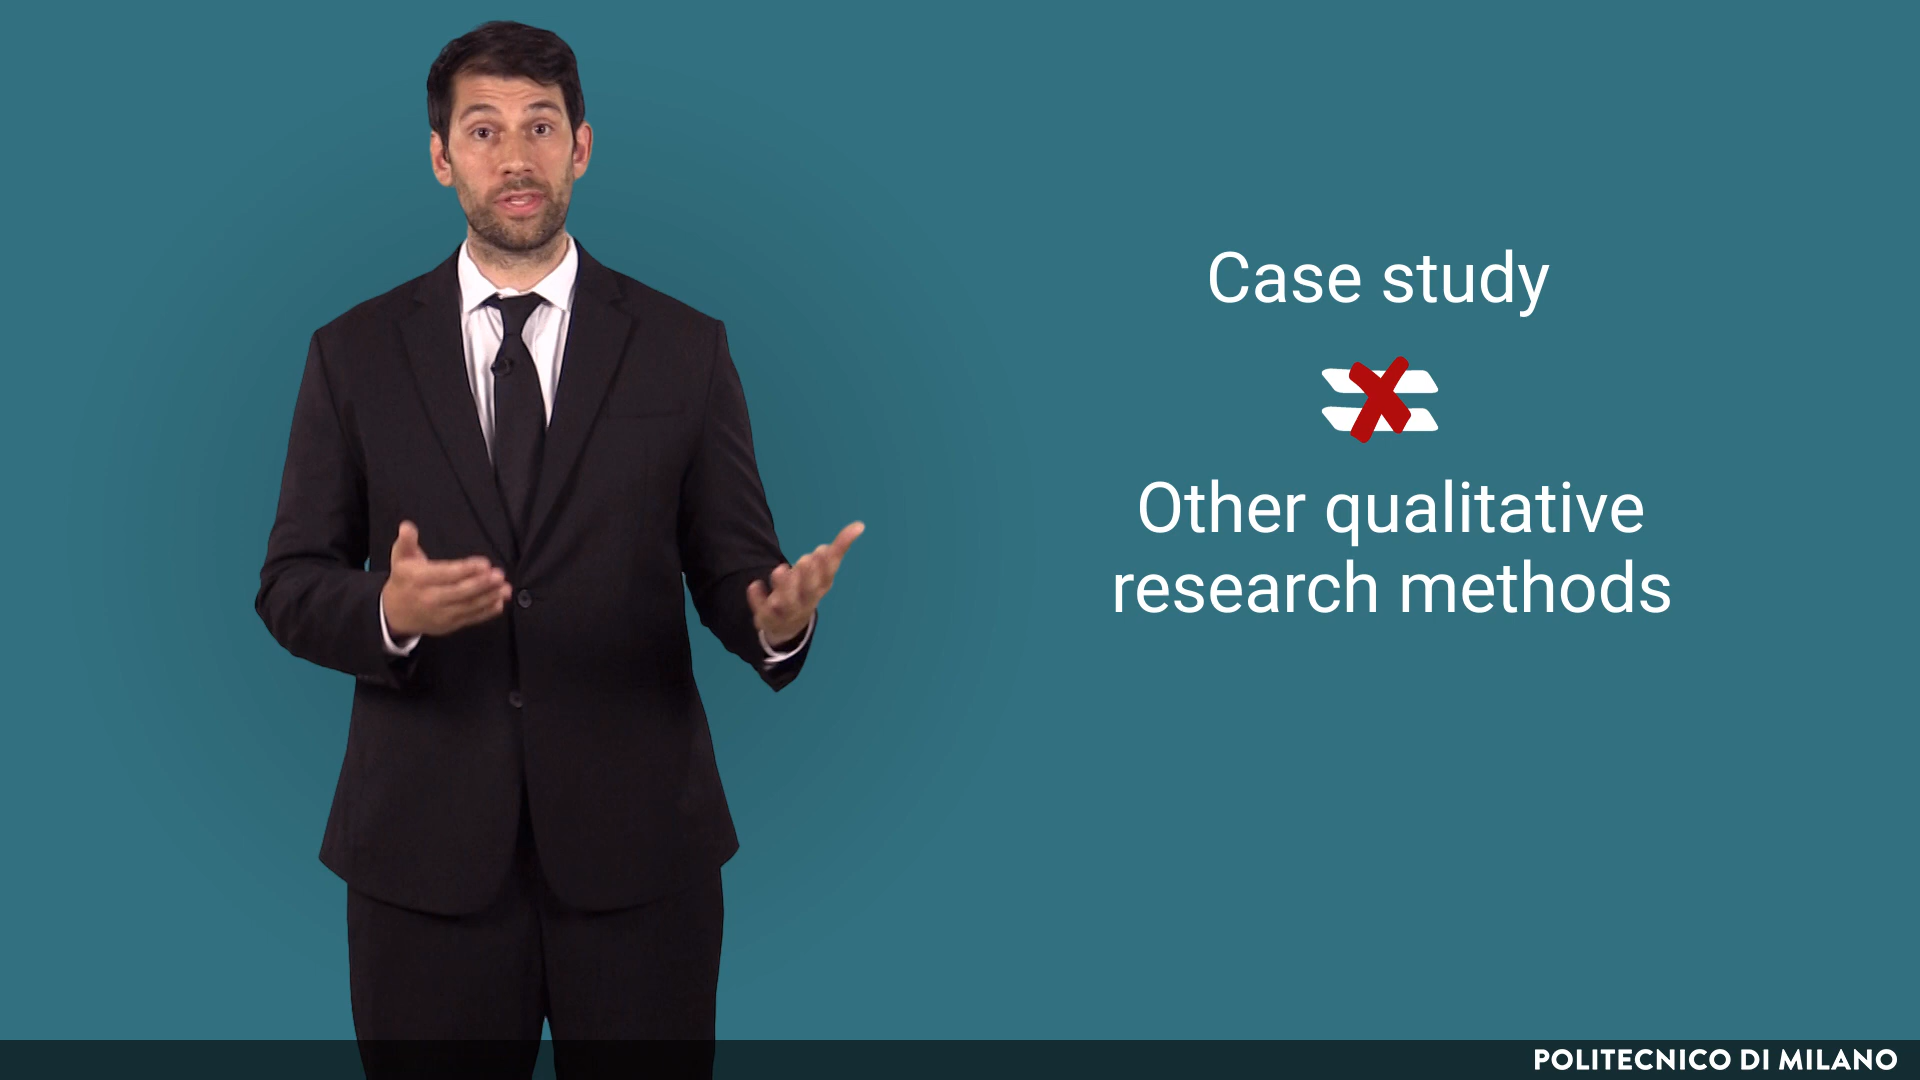 Case study
Other qualitative
research methods
POLITECNICO DI MILANO